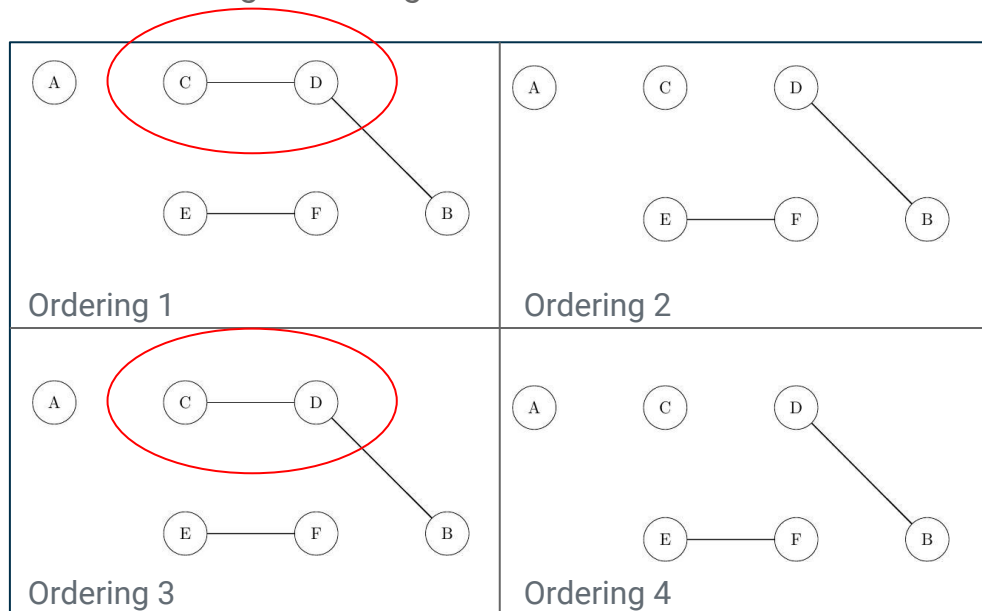 A C D
E F B
Ordering 1
A C D
E F B
Ordering 2
A C D
E F B
Ordering 3
A C D
E F B
Ordering 4